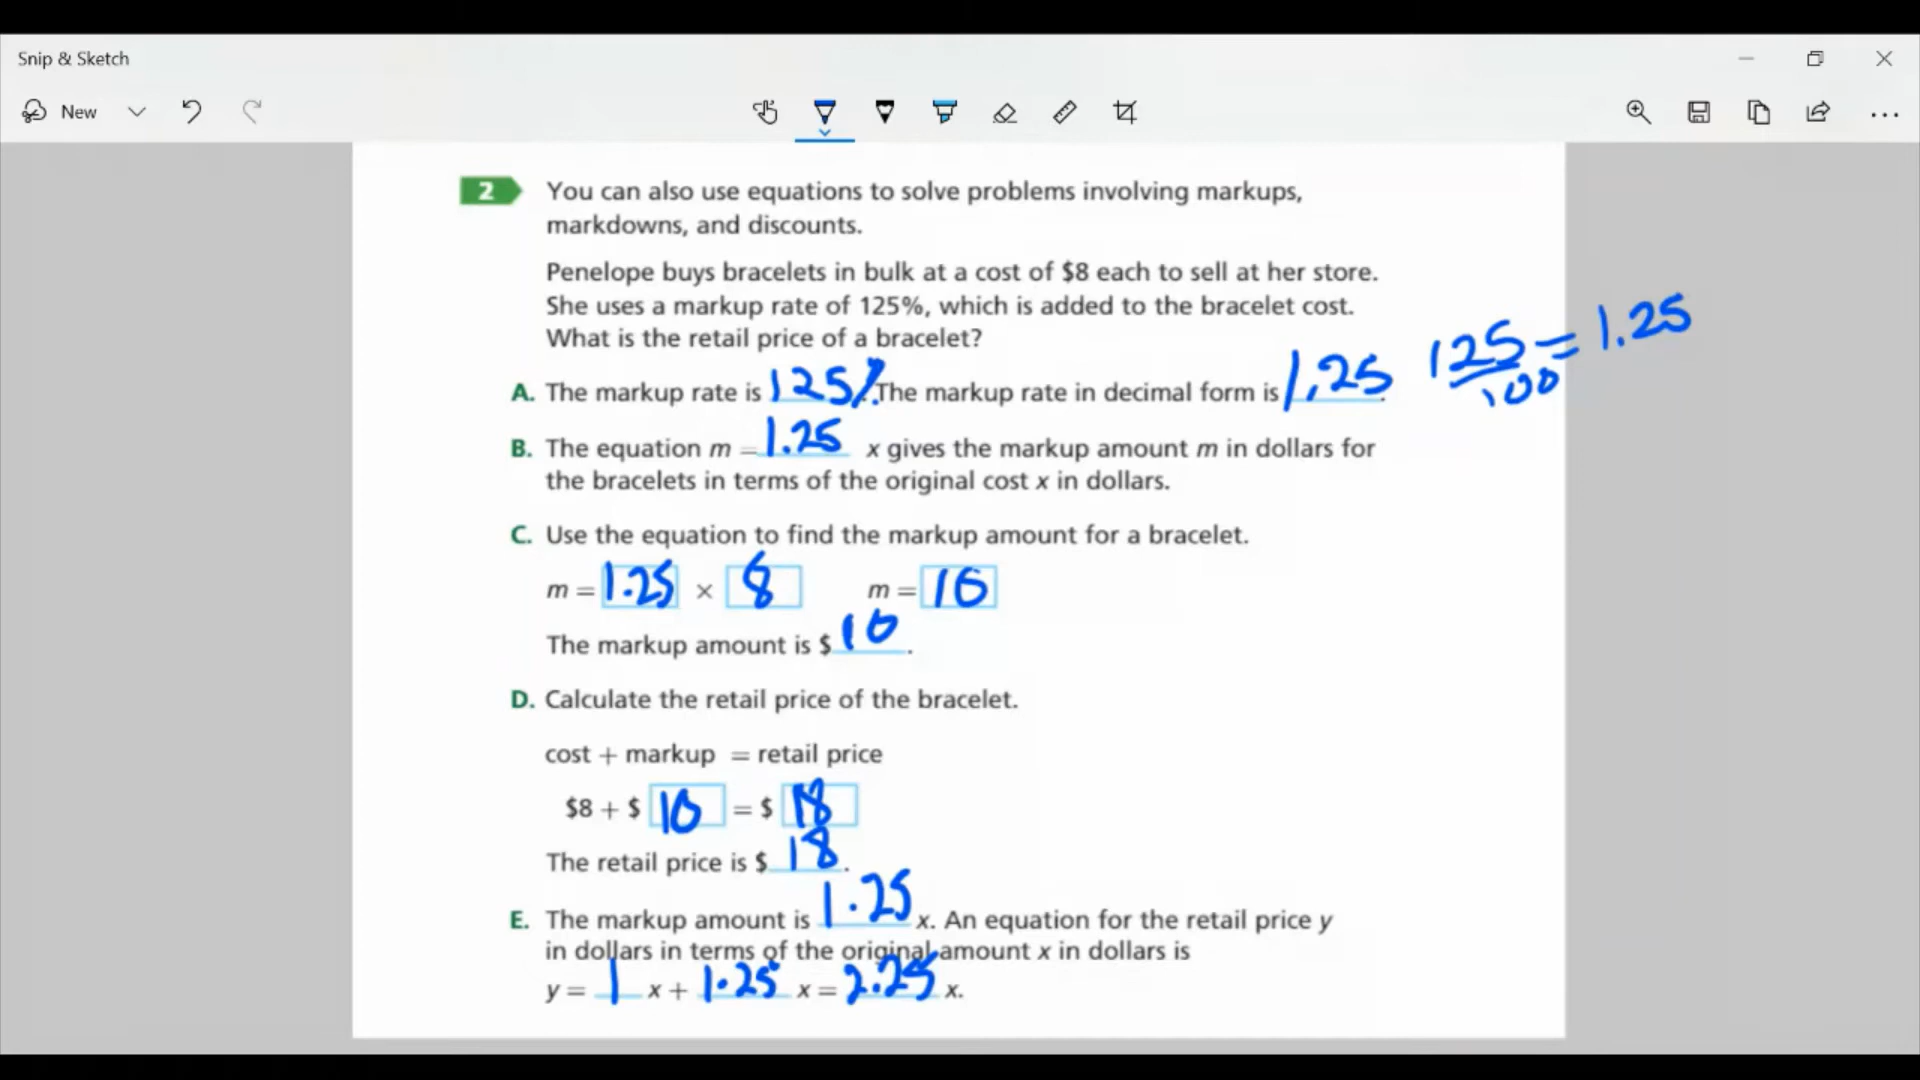 Snip & Sketch
New
2 You can also use equations to solve problems involving markups,
markdowns, and discounts.
Penelope buys bracelets in bulk at a cost of $8 each to sell at her store.
She uses a markup rate of 125%, which is added to the bracelet cost.
What is the retail price of a bracelet?
A. The markup rate is 125%. The markup rate in decimal form is 1.25. 125/100 = 1.25
B. The equation m = 1.25 x gives the markup amount m in dollars for
the bracelets in terms of the original cost x in dollars.
C. Use the equation to find the markup amount for a bracelet.
m = 1.25 × 8 m = 10
The markup amount is $ 10.
D. Calculate the retail price of the bracelet.
cost + markup = retail price
$8 + $ 10 = $ 18
The retail price is $ 18.
E. The markup amount is 1.25 x. An equation for the retail price y
in dollars in terms of the original amount x in dollars is
y = 1 x + 1.25 x = 2.25 x.